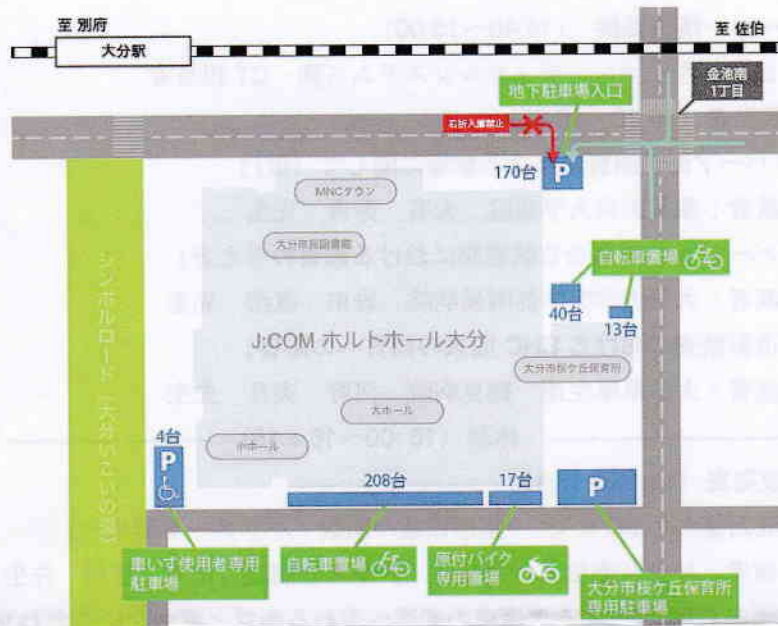 至 別府
至 佐伯
大分駅
金池南
1丁目
地下駐車場入口
右折入庫禁止
P
170台
MNCタウン
大分市民図書館
自転車置場
40台
13台
J:COM ホルトホール大分
大分市桜ケ丘保育所
シンボルロード「大分いこいの道」
大ホール
小ホール
4台
P
208台
17台
P
車いす使用者専用
駐車場
自転車置場
原付バイク
専用置場
大分市桜ケ丘保育所
専用駐車場